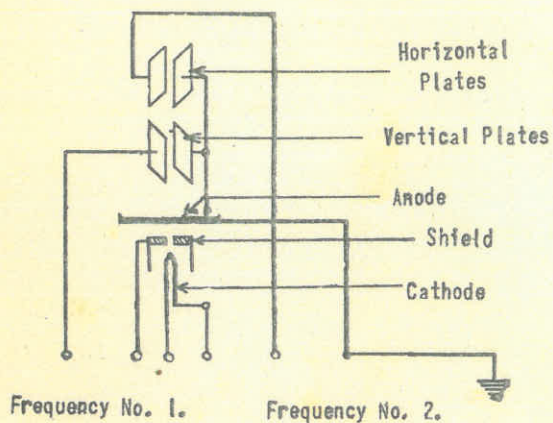 Horizontal
Plates
Vertical Plates
Anode
Shield
Cathode
Frequency No. 1.
Frequency No. 2.